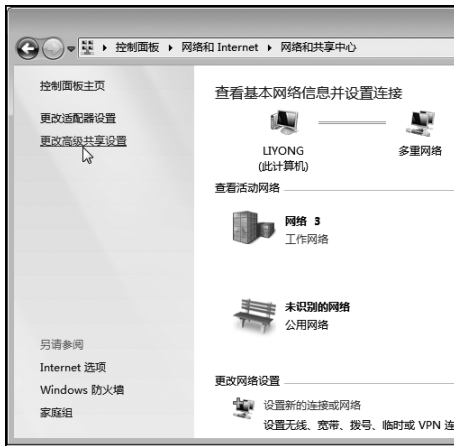 控制面板 ▸ 网络和 Internet ▸ 网络和共享中心
控制面板主页
更改适配器设置
更改高级共享设置
另请参阅
Internet 选项
Windows 防火墙
家庭组
查看基本网络信息并设置连接
LIYONG
(此计算机)
多重网络
查看活动网络
网络 3
工作网络
未识别的网络
公用网络
更改网络设置
设置新的连接或网络
设置无线、宽带、拨号、临时或 VPN 连